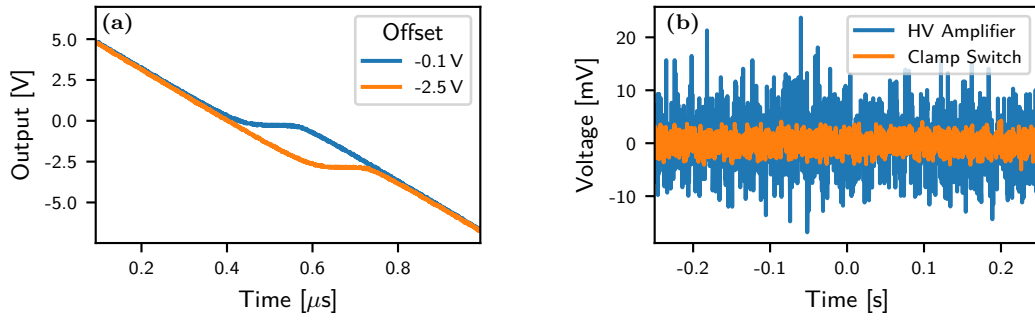 (a)
Offset
-0.1 V
-2.5 V
5.0
2.5
0.0
-2.5
-5.0
Output [V]
0.2 0.4 0.6 0.8
Time [μs]
(b)
HV Amplifier
Clamp Switch
20
10
0
-10
Voltage [mV]
-0.2 -0.1 0.0 0.1 0.2
Time [s]